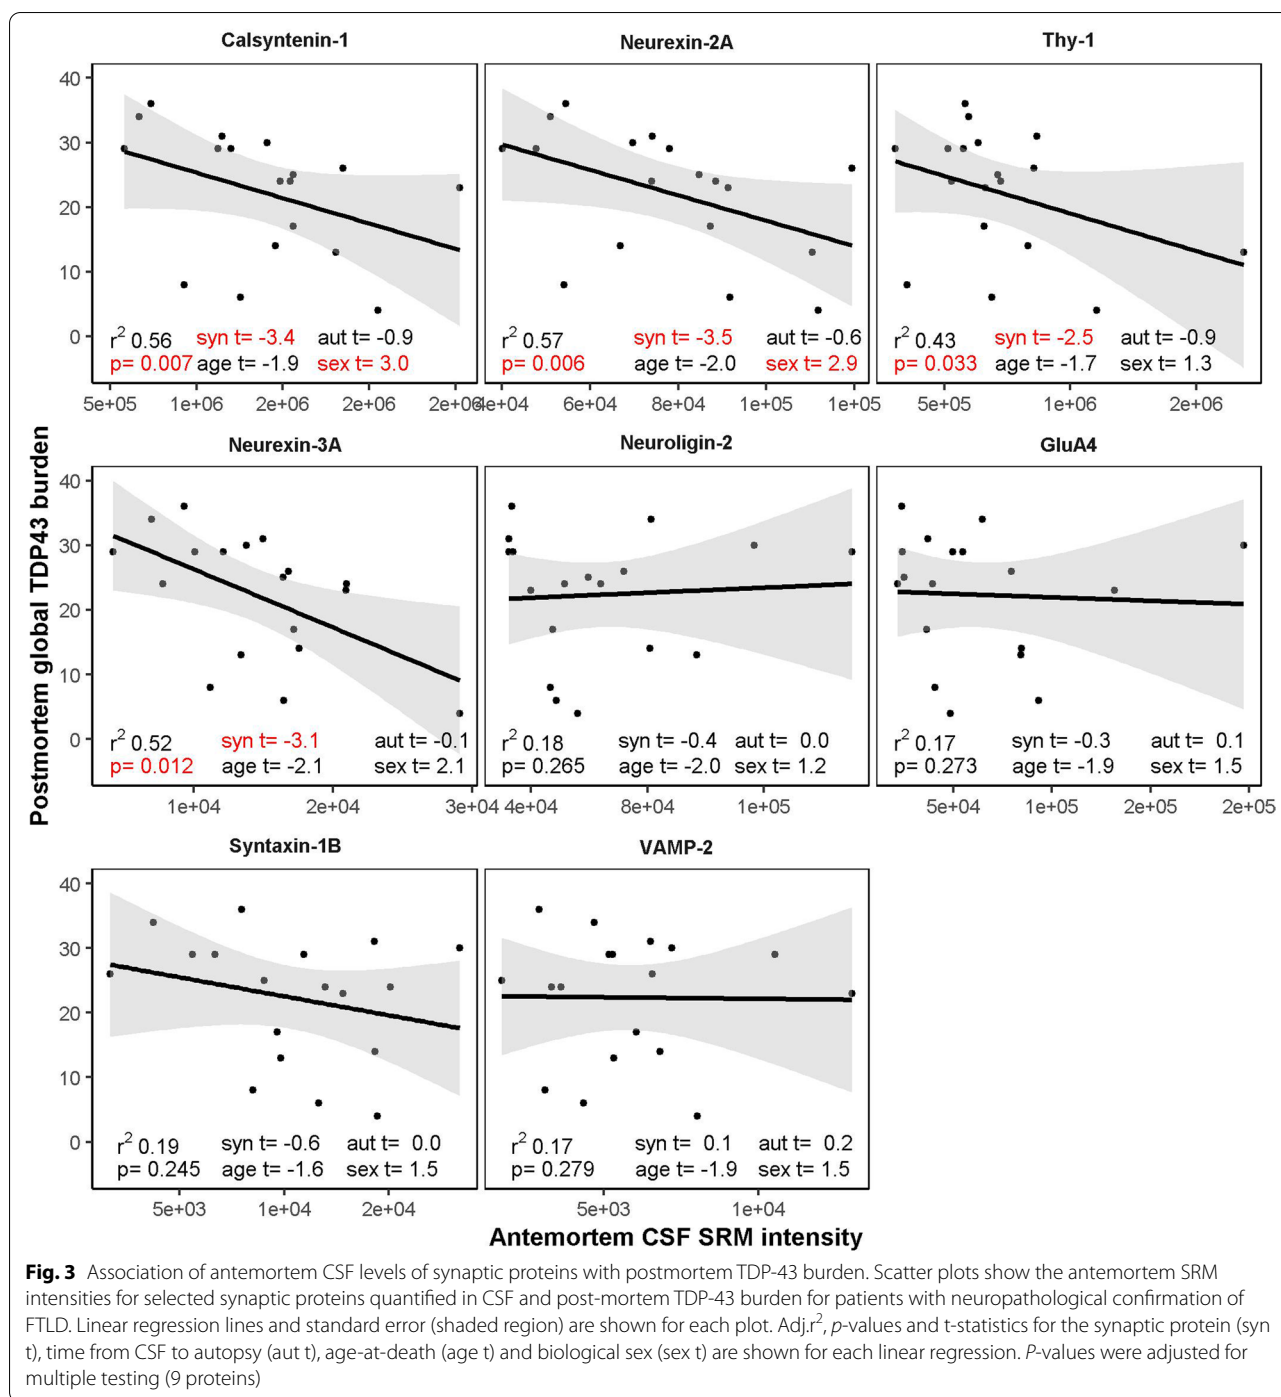 Calsyntenin-1
Neurexin-2A
Thy-1
40
30
20
10
0
r² 0.56 syn t= -3.4 aut t= -0.9
p= 0.007 age t= -1.9 sex t= 3.0
r² 0.57 syn t= -3.5 aut t= -0.6
p= 0.006 age t= -2.0 sex t= 2.9
r² 0.43 syn t= -2.5 aut t= -0.9
p= 0.033 age t= -1.7 sex t= 1.3
5e+05 1e+06 2e+06 2e+06 2e+06
4e+04 6e+04 8e+04 1e+05 1e+05
5e+05 1e+06 2e+06
Postmortem global TDP43 burden
Neurexin-3A
Neuroligin-2
GluA4
40
30
20
10
0
r² 0.52 syn t= -3.1 aut t= -0.1
p= 0.012 age t= -2.1 sex t= 2.1
r² 0.18 syn t= -0.4 aut t= 0.0
p= 0.265 age t= -2.0 sex t= 1.2
r² 0.17 syn t= -0.3 aut t= 0.1
p= 0.273 age t= -1.9 sex t= 1.5
1e+04 2e+04 3e+04
4e+04 8e+04 1e+05
5e+04 1e+05 2e+05 2e+05
Syntaxin-1B
VAMP-2
40
30
20
10
0
r² 0.19 syn t= -0.6 aut t= 0.0
p= 0.245 age t= -1.6 sex t= 1.5
r² 0.17 syn t= 0.1 aut t= 0.2
p= 0.279 age t= -1.9 sex t= 1.5
5e+03 1e+04 2e+04
5e+03 1e+04
Antemortem CSF SRM intensity
Fig. 3 Association of antemortem CSF levels of synaptic proteins with postmortem TDP-43 burden. Scatter plots show the antemortem SRM
intensities for selected synaptic proteins quantified in CSF and post-mortem TDP-43 burden for patients with neuropathological confirmation of
FTLD. Linear regression lines and standard error (shaded region) are shown for each plot. Adj.r², p-values and t-statistics for the synaptic protein (syn
t), time from CSF to autopsy (aut t), age-at-death (age t) and biological sex (sex t) are shown for each linear regression. P-values were adjusted for
multiple testing (9 proteins)